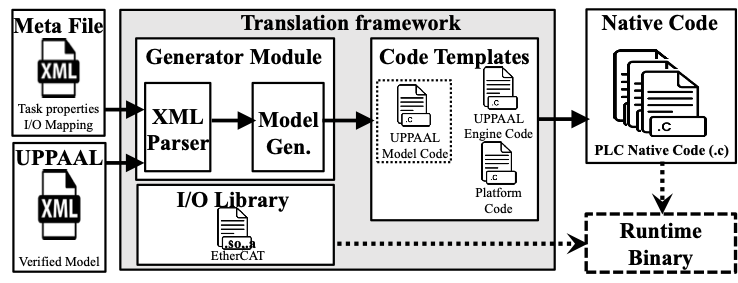 Meta File
XML
Task properties
I/O Mapping
UPPAAL
XML
Verified Model
Translation framework
Generator Module
XML
Parser
Model
Gen.
I/O Library
.so,.a
EtherCAT
Code Templates
.c
UPPAAL
Model Code
.c
UPPAAL
Engine Code
.c
Platform
Code
Native Code
.c
PLC Native Code (.c)
Runtime
Binary